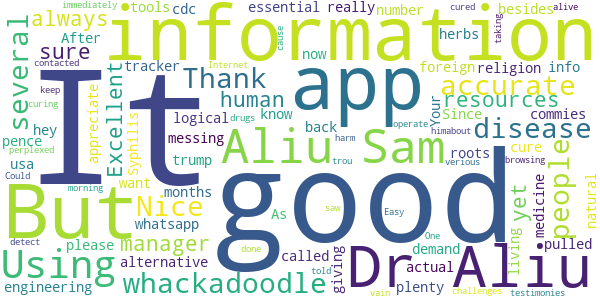 tools cdc essential really number cured alive
always besides herbs taking
immediately After
information
sure tracker now Internet cause
several It app Thank foreign religion info
contacted keep human accurate
Excellent appreciate Syphilis logical know Your resources Since commies
curing hey messing back drugs operate
perplexed pence roots harm himabout disease
usa trump Aliu Sam cure
Could want months verious browsing trou
good people yet medicine natural
But Nice whatsapp As saw Easy
morning please done One living
detect manager called told demand pulled
Using alternative giving Dr Aliu actual
engineering whackadoodle plenty vain challenges testimonies